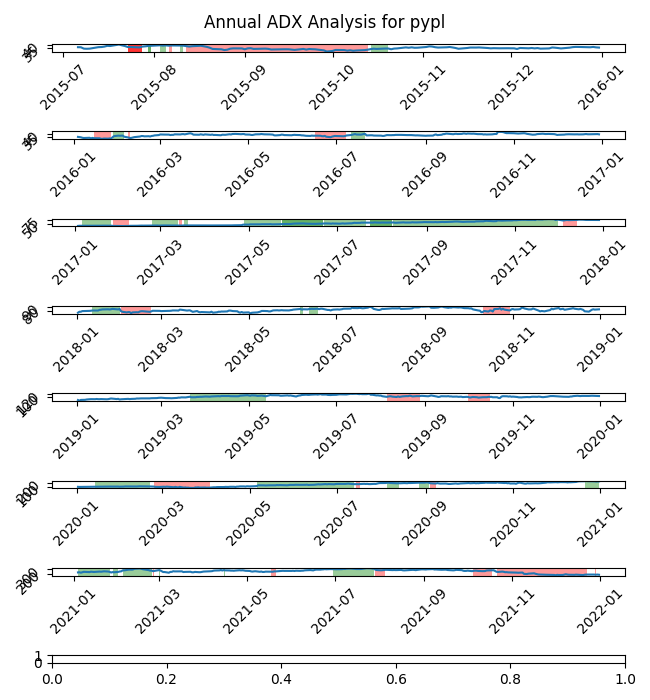 Annual ADX Analysis for pypl
2015-07 2015-08 2015-09 2015-10 2015-11 2015-12 2016-01
2016-01 2016-03 2016-05 2016-07 2016-09 2016-11 2017-01
2017-01 2017-03 2017-05 2017-07 2017-09 2017-11 2018-01
2018-01 2018-03 2018-05 2018-07 2018-09 2018-11 2019-01
2019-01 2019-03 2019-05 2019-07 2019-09 2019-11 2020-01
2020-01 2020-03 2020-05 2020-07 2020-09 2020-11 2021-01
2021-01 2021-03 2021-05 2021-07 2021-09 2021-11 2022-01
1
0
0.0 0.2 0.4 0.6 0.8 1.0